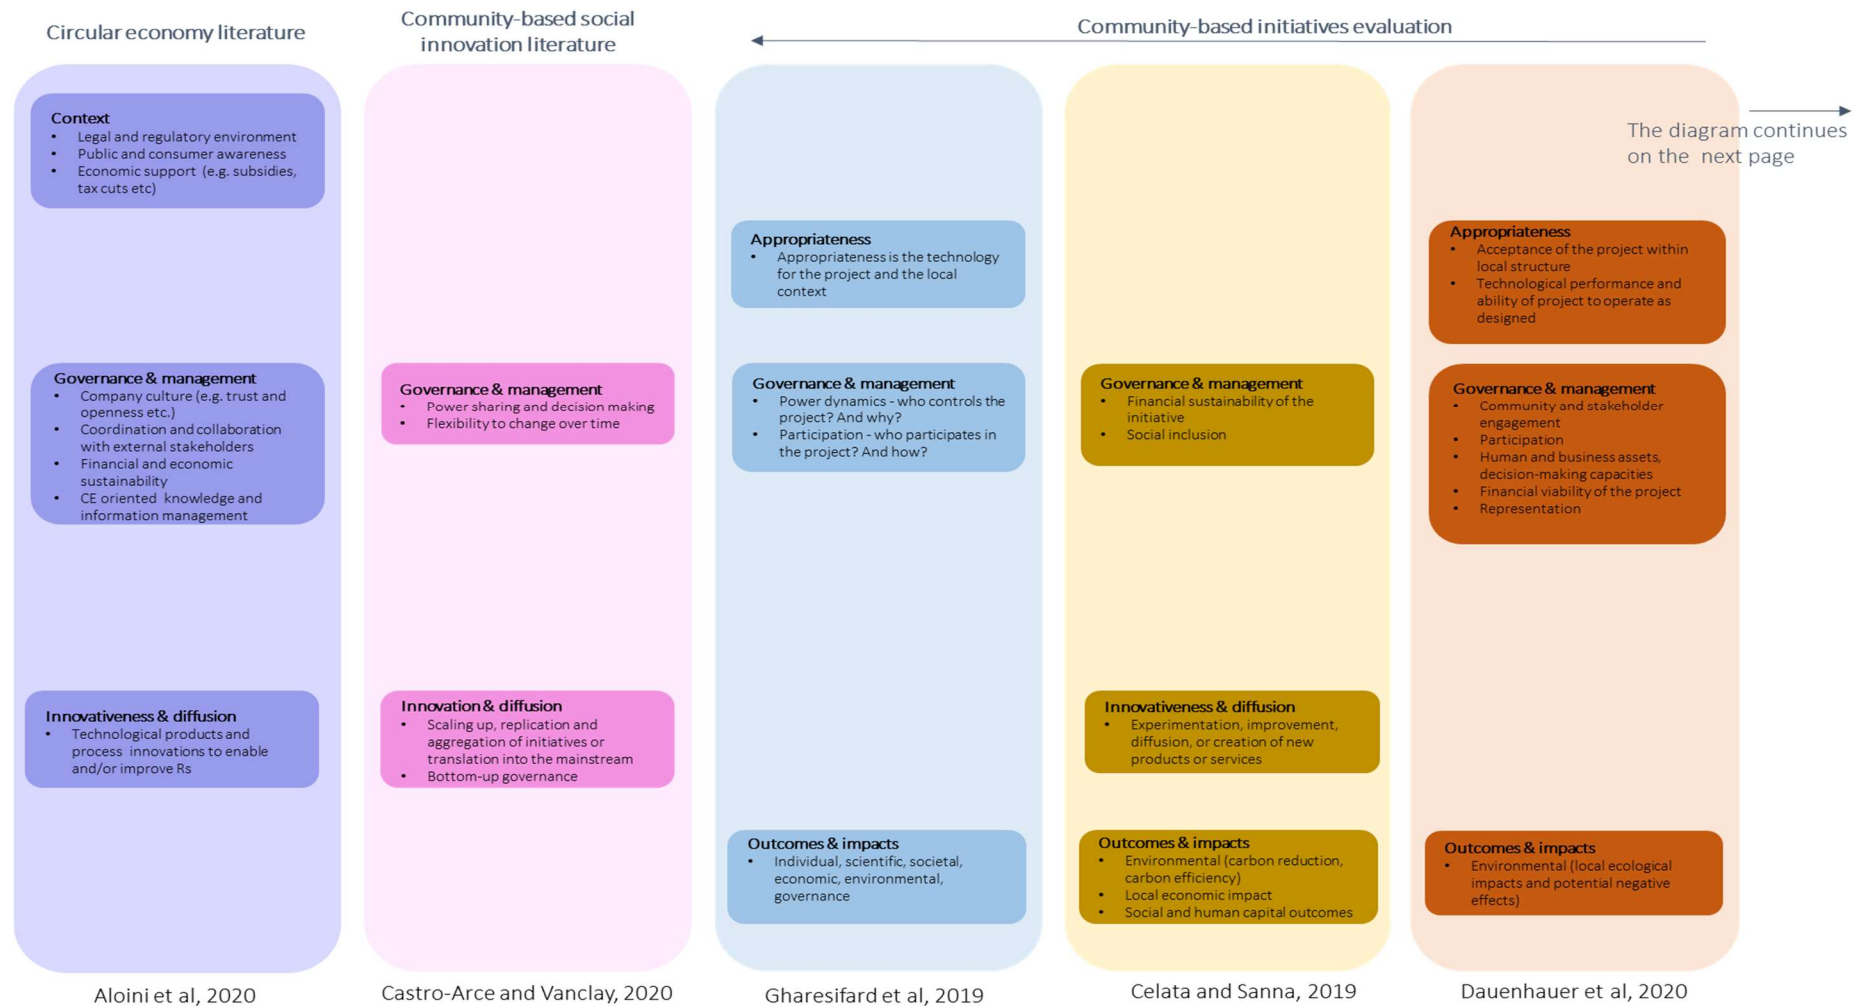 Circular economy literature
Community-based social
innovation literature
Community-based initiatives evaluation
The diagram continues
on the next page
Context
• Legal and regulatory environment
• Public and consumer awareness
• Economic support (e.g. subsidies,
tax cuts etc)
Governance & management
• Company culture (e.g. trust and
openness etc.)
• Coordination and collaboration
with external stakeholders
• Financial and economic
sustainability
• CE oriented knowledge and
information management
Innovativeness & diffusion
• Technological products and
process innovations to enable
and/or improve Rs
Aloini et al, 2020
Governance & management
• Power sharing and decision making
• Flexibility to change over time
Innovation & diffusion
• Scaling up, replication and
aggregation of initiatives or
translation into the mainstream
• Bottom-up governance
Castro-Arce and Vanclay, 2020
Appropriateness
• Appropriateness is the technology
for the project and the local
context
Governance & management
• Power dynamics - who controls the
project? And why?
• Participation - who participates in
the project? And how?
Outcomes & impacts
• Individual, scientific, societal,
economic, environmental,
governance
Gharesifard et al, 2019
Governance & management
• Financial sustainability of the
initiative
• Social inclusion
Innovativeness & diffusion
• Experimentation, improvement,
diffusion, or creation of new
products or services
Outcomes & impacts
• Environmental (carbon reduction,
carbon efficiency)
• Local economic impact
• Social and human capital outcomes
Celata and Sanna, 2019
Appropriateness
• Acceptance of the project within
local structure
• Technological performance and
ability of project to operate as
designed
Governance & management
• Community and stakeholder
engagement
• Participation
• Human and business assets,
decision-making capacities
• Financial viability of the project
• Representation
Outcomes & impacts
• Environmental (local ecological
impacts and potential negative
effects)
Dauenhauer et al, 2020